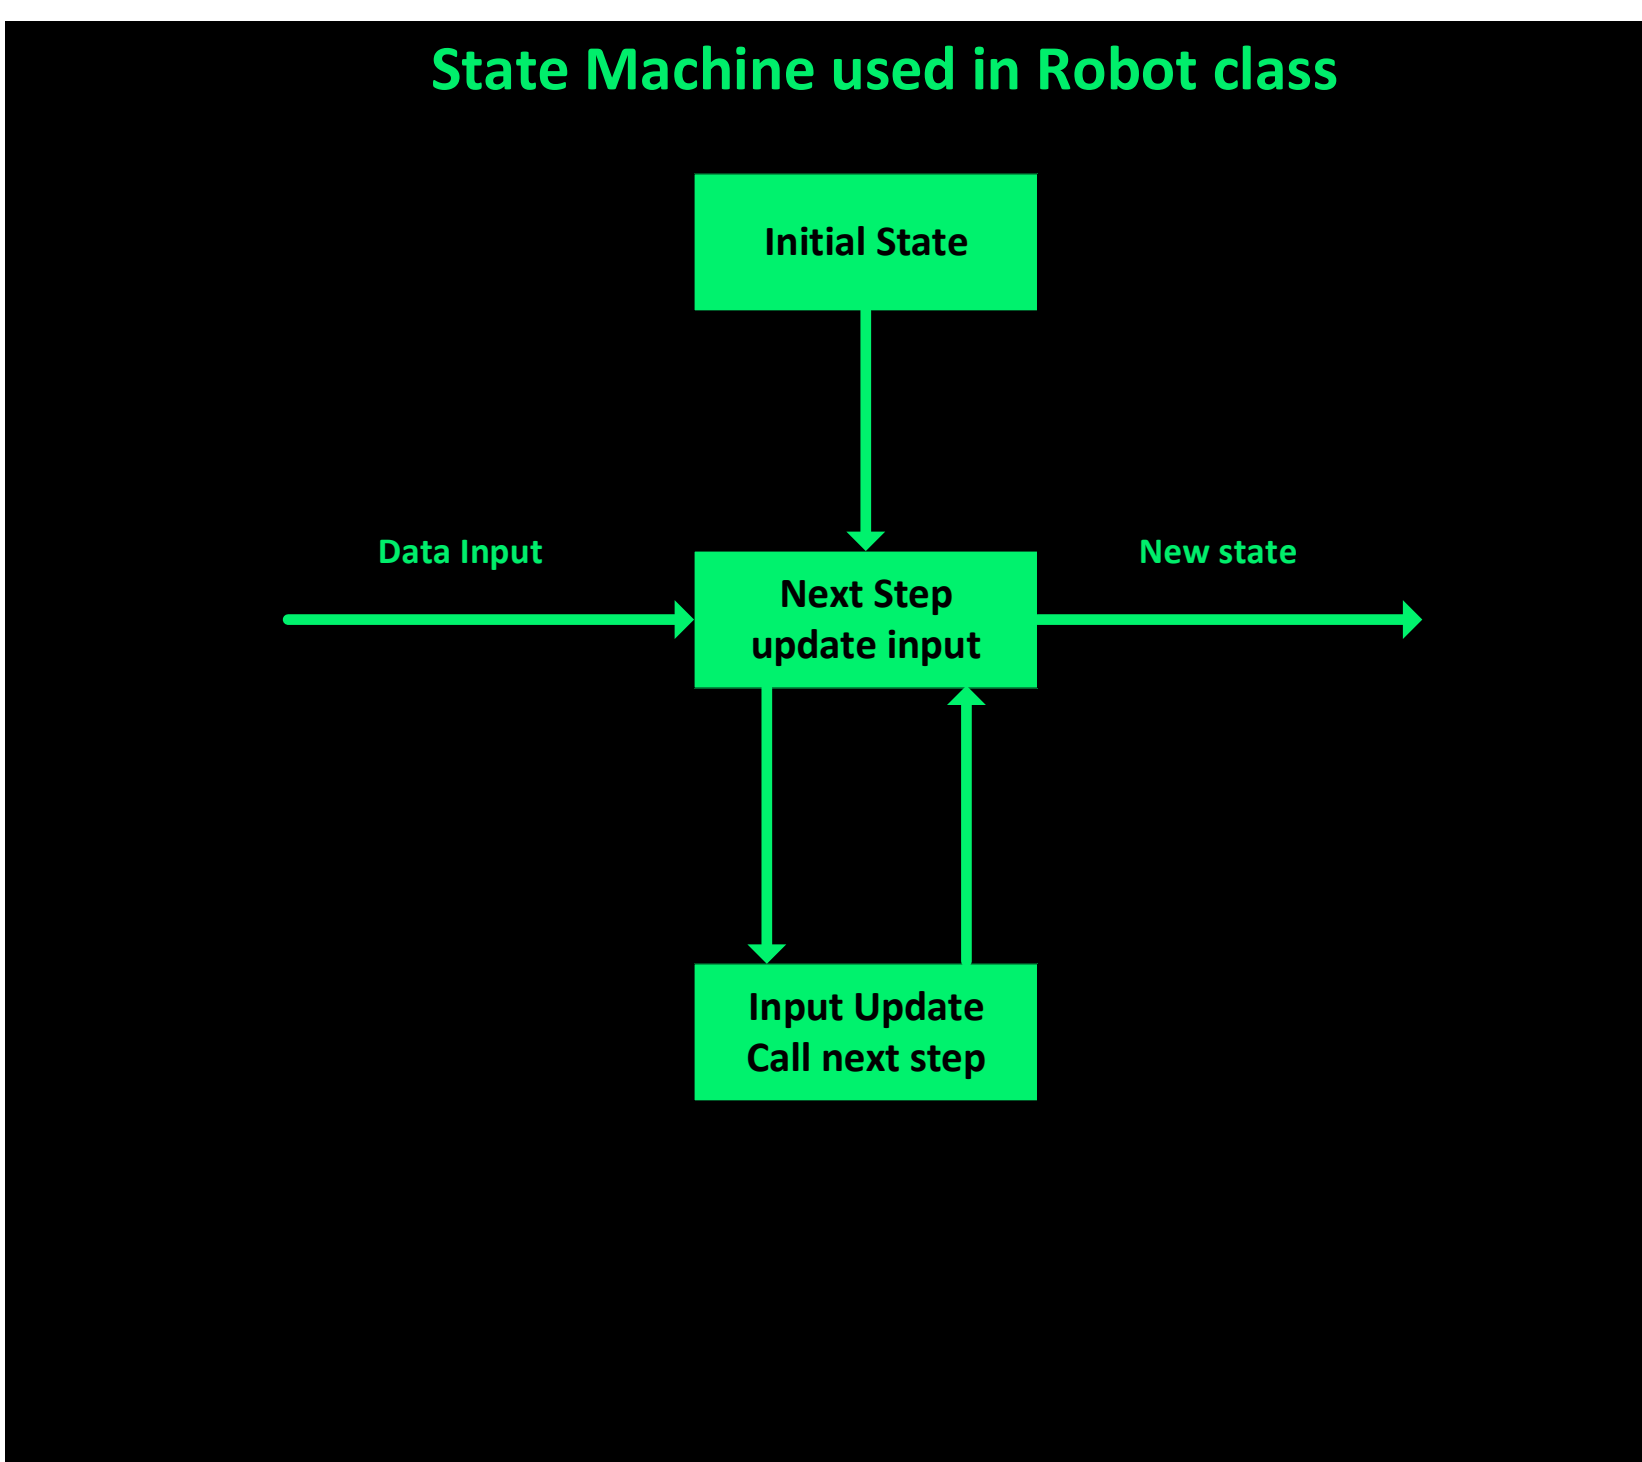 State Machine used in Robot class
Initial State
Data Input
New state
Next Step
update input
Input Update
Call next step